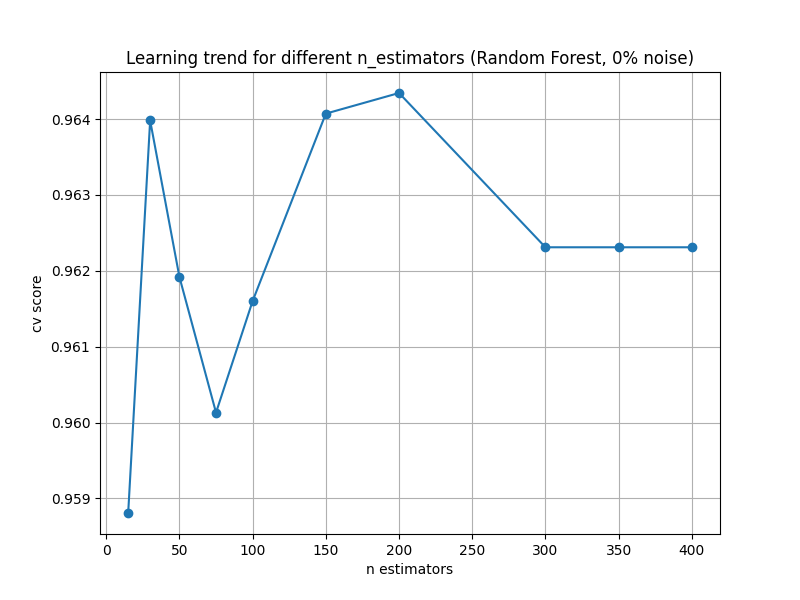 Learning trend for different n_estimators (Random Forest, 0% noise)
0.964
0.963
0.962
0.961
0.960
0.959
cv score
0 50 100 150 200 250 300 350 400
n estimators